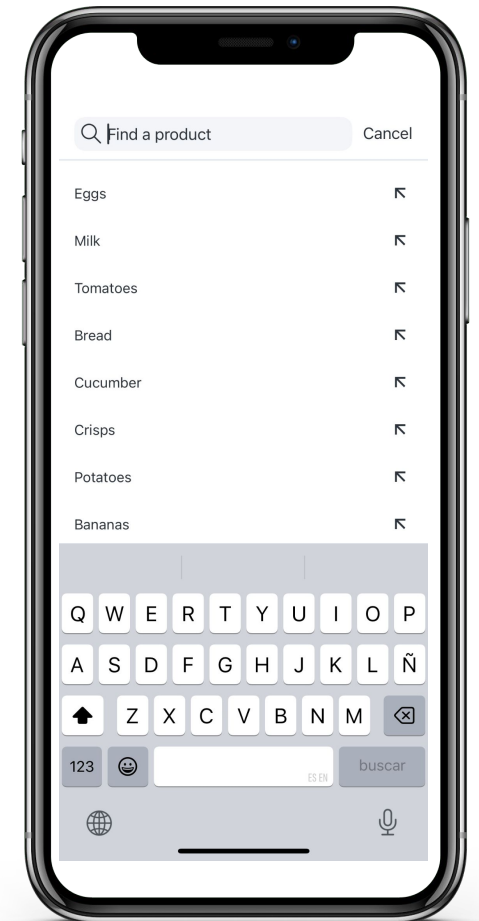 Find a product Cancel
Eggs
Milk
Tomatoes
Bread
Cucumber
Crisps
Potatoes
Bananas
Q W E R T Y U I O P
A S D F G H J K L Ñ
Z X C V B N M
123 ES EN buscar